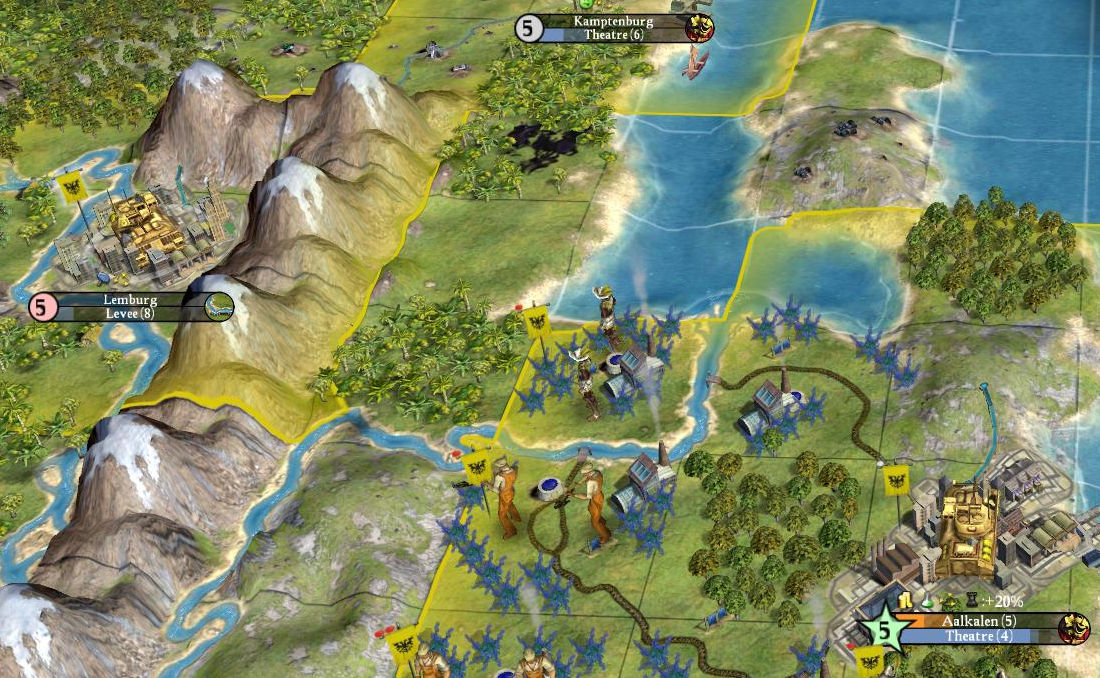 5
Kamptenburg
Theatre (6)
5
Lemburg
Levee (8)
:+20%
5
Aalkalen (5)
Theatre (4)